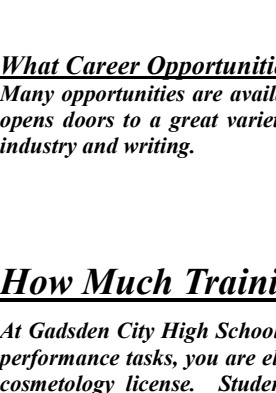 What Career Opportuniti
Many opportunities are avail
opens doors to a great variet
industry and writing.
How Much Traini
At Gadsden City High School
performance tasks, you are el
cosmetology license. Studen